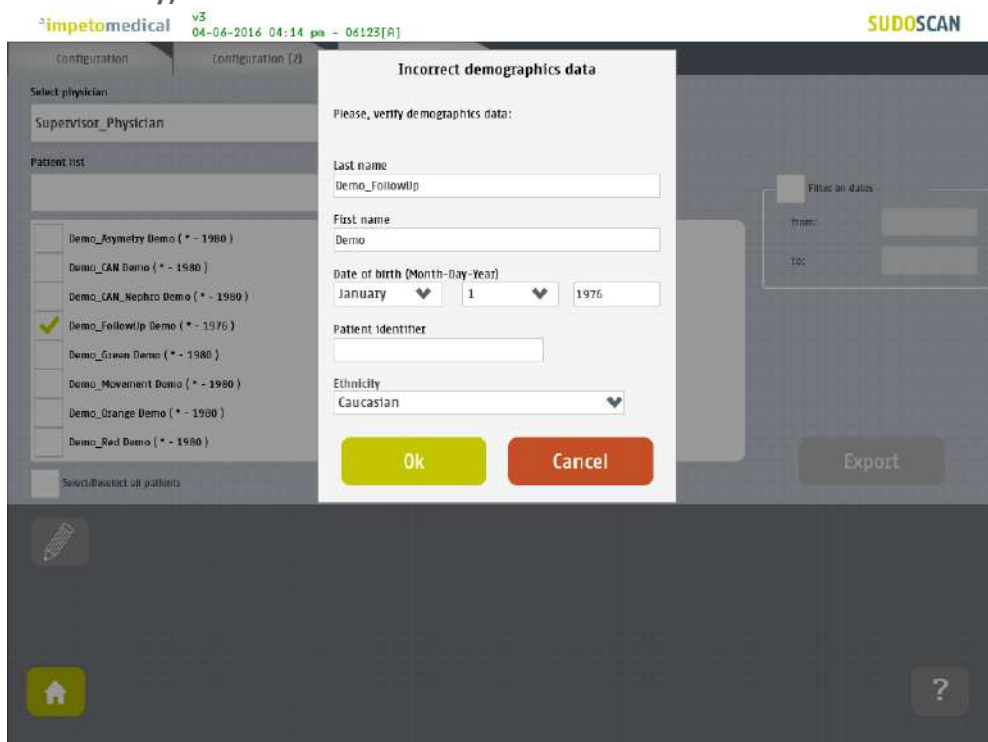 impetomedical
v3
04-06-2016 04:14 pm - 06123[A]
SUDOSCAN
Configuration
Configuration (2)
Select physician
Supervisor_Physician
Patient list
Demo_Asymetry Demo ( * - 1980 )
Demo_CAN Demo ( * - 1980 )
Demo_CAN_Nephro Demo ( * - 1980 )
Demo_FollowUp Demo ( * - 1976 )
Demo_Green Demo ( * - 1980 )
Demo_Movement Demo ( * - 1980 )
Demo_Orange Demo ( * - 1980 )
Demo_Red Demo ( * - 1980 )
Select/Deselect all patients
Incorrect demographics data
Please, verify demographics data:
Last name
Demo_FollowUp
First name
Demo
Date of birth (Month-Day-Year)
January 1 1976
Patient identifier
Ethnicity
Caucasian
Ok Cancel
Filter on dates
from:
to:
Export
?